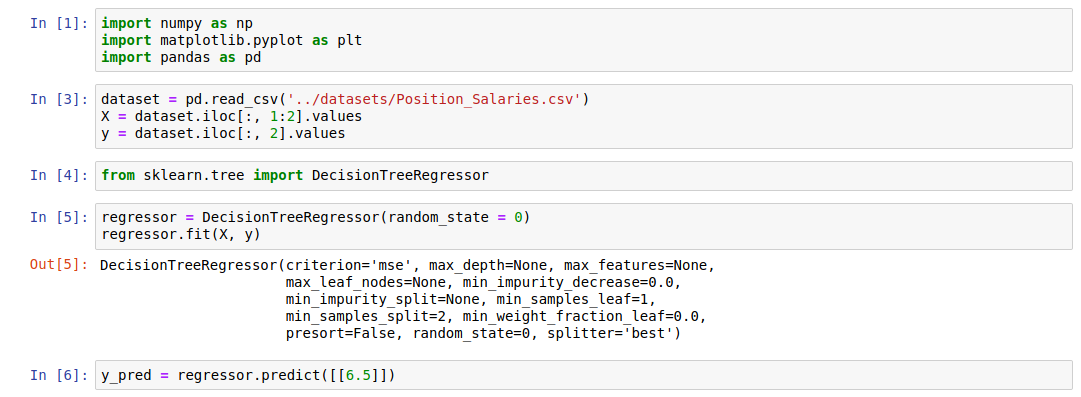 In [1]: import numpy as np
import matplotlib.pyplot as plt
import pandas as pd
In [3]: dataset = pd.read_csv('../datasets/Position_Salaries.csv')
X = dataset.iloc[:, 1:2].values
y = dataset.iloc[:, 2].values
In [4]: from sklearn.tree import DecisionTreeRegressor
In [5]: regressor = DecisionTreeRegressor(random_state = 0)
regressor.fit(X, y)
Out[5]: DecisionTreeRegressor(criterion='mse', max_depth=None, max_features=None,
max_leaf_nodes=None, min_impurity_decrease=0.0,
min_impurity_split=None, min_samples_leaf=1,
min_samples_split=2, min_weight_fraction_leaf=0.0,
presort=False, random_state=0, splitter='best')
In [6]: y_pred = regressor.predict([[6.5]])